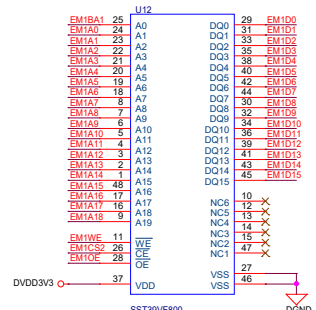 U12
EM1BA1 25 A0 DQ0 29 EM1D0
EM1A0 24 A1 DQ1 31 EM1D1
EM1A1 23 A2 DQ2 33 EM1D2
EM1A2 22 A3 DQ3 35 EM1D3
EM1A3 21 A4 DQ4 38 EM1D4
EM1A4 20 A5 DQ5 40 EM1D5
EM1A5 19 A6 DQ6 42 EM1D6
EM1A6 18 A7 DQ7 44 EM1D7
EM1A7 8 A8 DQ8 30 EM1D8
EM1A8 7 A9 DQ9 32 EM1D9
EM1A9 6 A10 DQ10 34 EM1D10
EM1A10 5 A11 DQ11 36 EM1D11
EM1A11 4 A12 DQ12 39 EM1D12
EM1A12 3 A13 DQ13 41 EM1D13
EM1A13 2 A14 DQ14 43 EM1D14
EM1A14 1 A15 DQ15 45 EM1D15
EM1A15 48 A16
EM1A16 17 A17 NC6 10
EM1A17 16 A18 NC5 12
EM1A18 9 A19 NC4 13
NC3 14
EM1WE 11 WE NC2 15
EM1CS2 26 CE NC1 47
EM1OE 28 OE
VSS 27
DVDD3V3 37 VDD VSS 46
SST39VF800 DGND